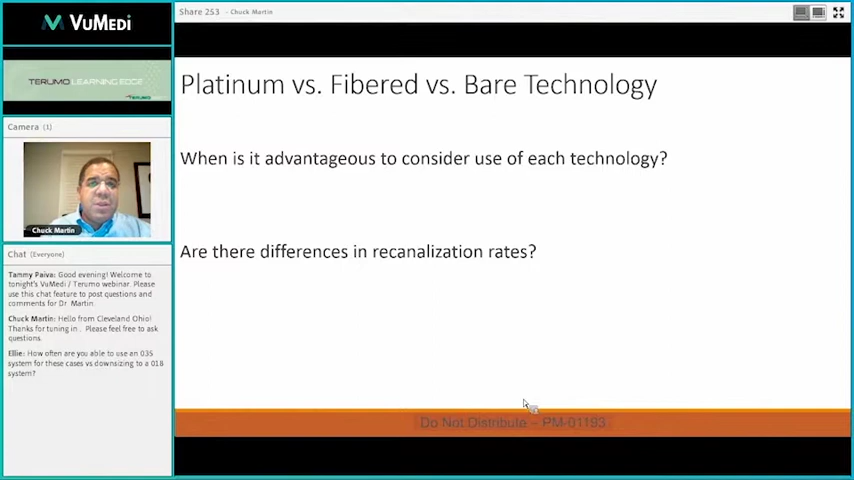 VUMEDI
TERUMO LEARNING EDGE
Share 253 - Chuck Martin
Camera (1)
Chuck Martin
Chat (Everyone)
Tammy Paiva: Good evening! Welcome to
tonight's VuMedi / Terumo webinar. Please
use this chat feature to post questions and
comments for Dr. Martin.
Chuck Martin: Hello from Cleveland Ohio!
Thanks for tuning in . Please feel free to ask
questions.
Ellie: How often are you able to use an 035
system for these cases vs downsizing to a 018
system?
Platinum vs. Fibered vs. Bare Technology
When is it advantageous to consider use of each technology?
Are there differences in recanalization rates?
Do Not Distribute – PM-01193